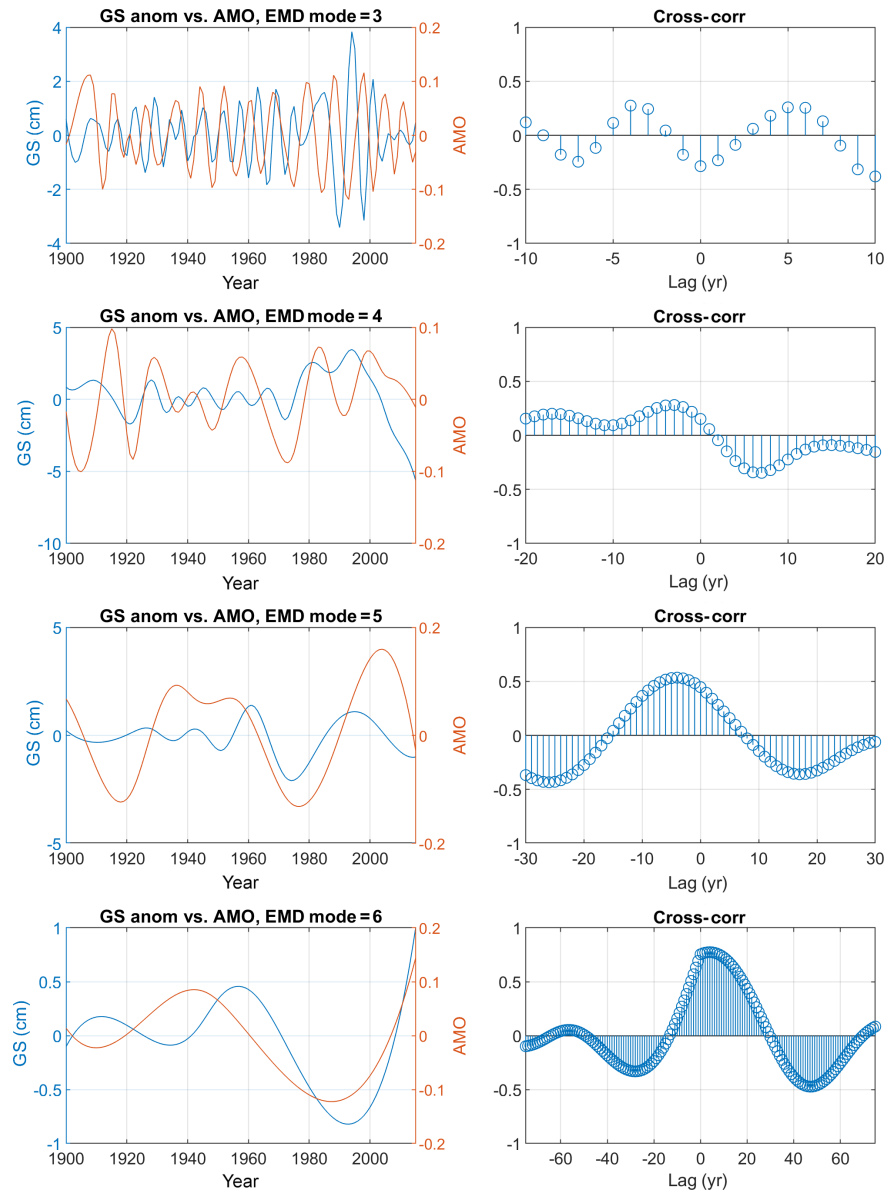 GS anom vs. AMO, EMD mode=3
4
2
0
-2
-4
GS (cm)
0.2
0.1
0
-0.1
-0.2
AMO
1900 1920 1940 1960 1980 2000
Year
Cross-corr
1
0.5
0
-0.5
-1
-10 -5 0 5 10
Lag (yr)
GS anom vs. AMO, EMD mode=4
5
0
-5
-10
GS (cm)
0.1
0
-0.1
-0.2
AMO
1900 1920 1940 1960 1980 2000
Year
Cross-corr
1
0.5
0
-0.5
-1
-20 -10 0 10 20
Lag (yr)
GS anom vs. AMO, EMD mode=5
5
0
-5
GS (cm)
0.2
0
-0.2
AMO
1900 1920 1940 1960 1980 2000
Year
Cross-corr
1
0.5
0
-0.5
-1
-30 -20 -10 0 10 20 30
Lag (yr)
GS anom vs. AMO, EMD mode=6
1
0.5
0
-0.5
-1
GS (cm)
0.2
0.1
0
-0.1
-0.2
AMO
1900 1920 1940 1960 1980 2000
Year
Cross-corr
1
0.5
0
-0.5
-1
-60 -40 -20 0 20 40 60
Lag (yr)